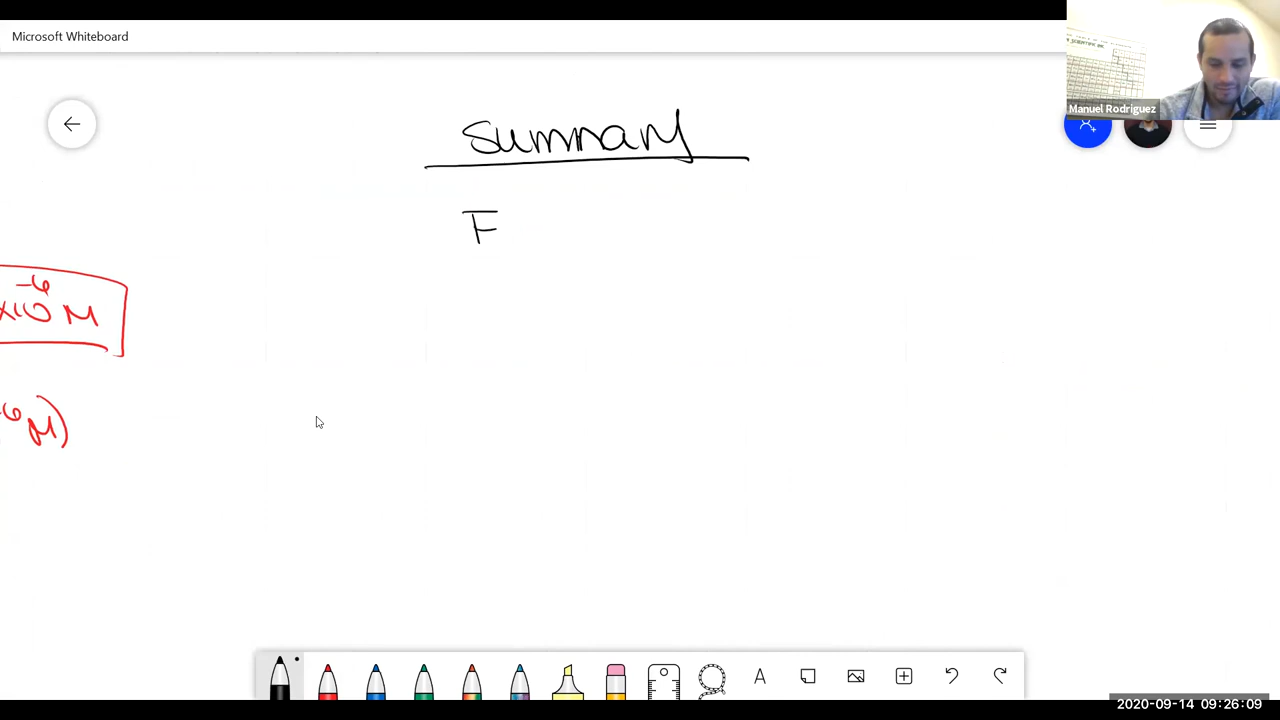 Microsoft Whiteboard
Manuel Rodriguez
Summary
F
-6
x10 M
-6
M)
A
2020-09-14 09:26:09